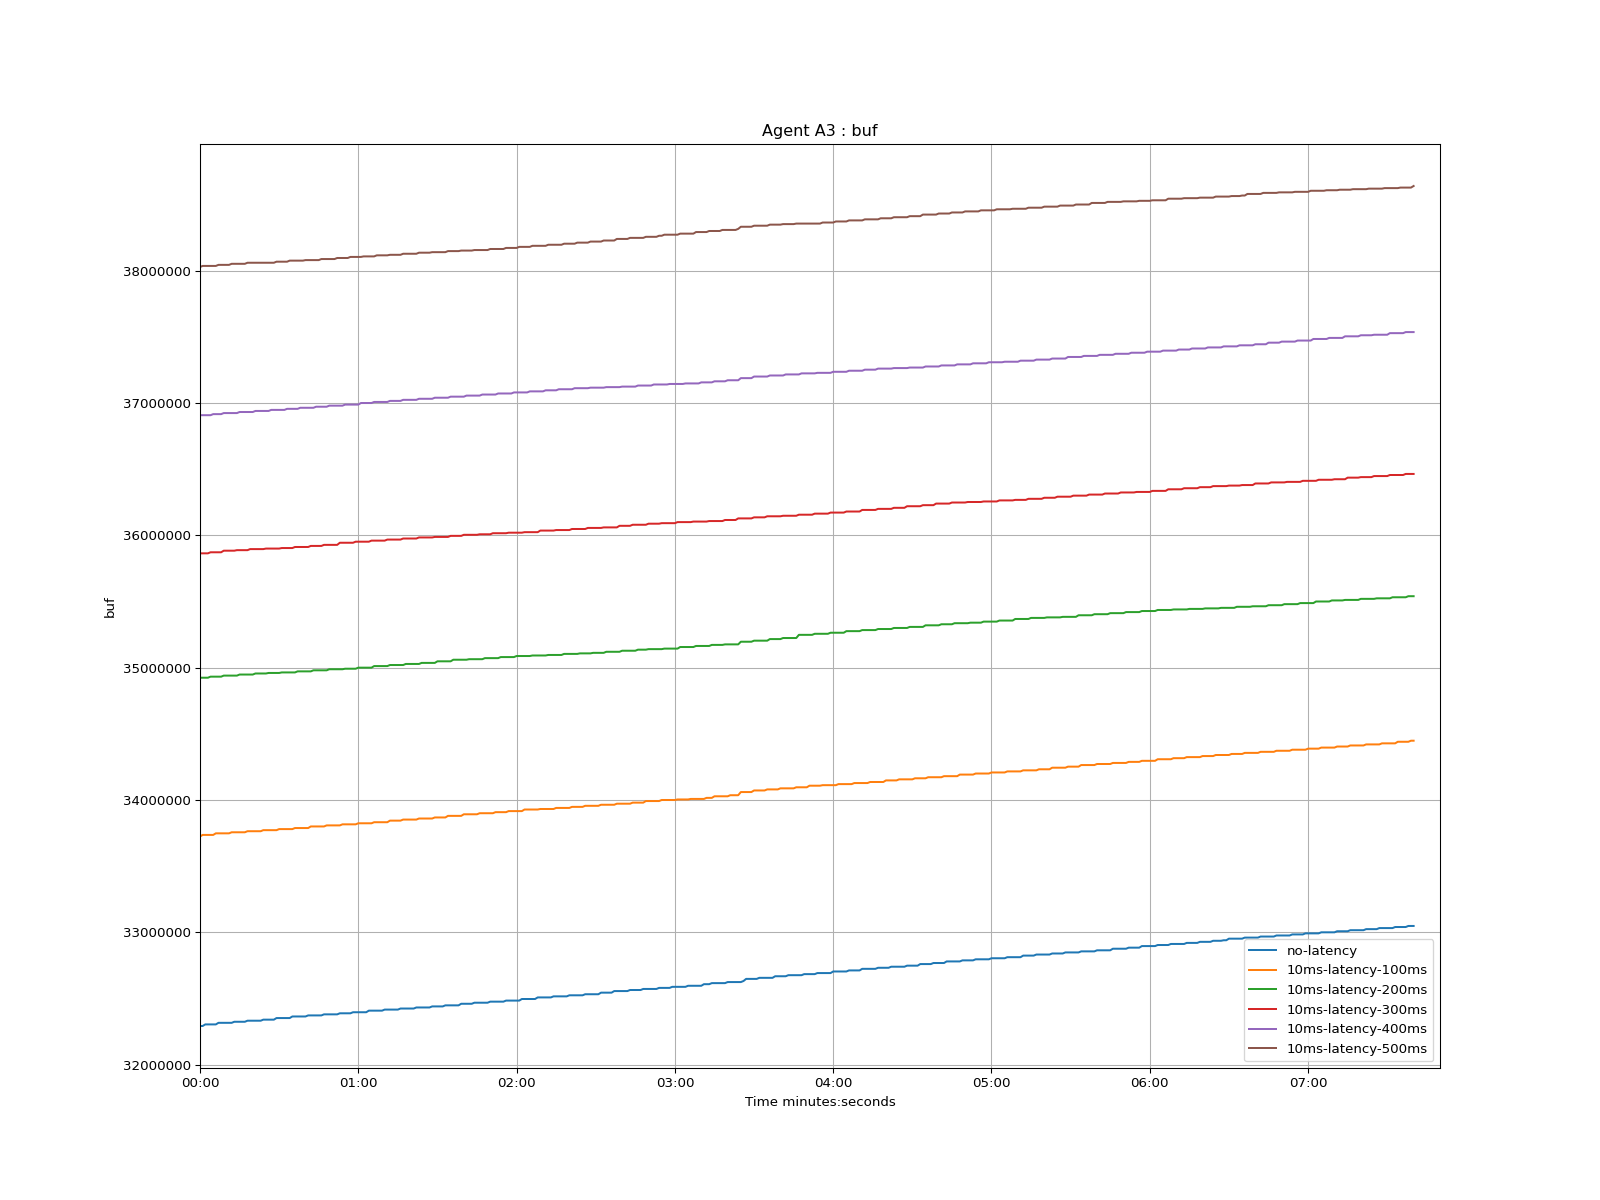 Agent A3 : buf
38000000
37000000
36000000
35000000
34000000
33000000
32000000
buf
00:00 01:00 02:00 03:00 04:00 05:00 06:00 07:00
Time minutes:seconds
no-latency
10ms-latency-100ms
10ms-latency-200ms
10ms-latency-300ms
10ms-latency-400ms
10ms-latency-500ms